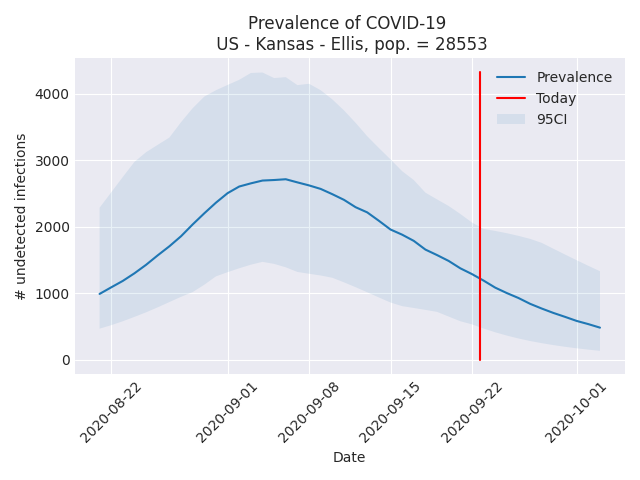 Prevalence of COVID-19
US - Kansas - Ellis, pop. = 28553
Prevalence
Today
95CI
4000
3000
2000
1000
0
# undetected infections
2020-08-22
2020-09-01
2020-09-08
2020-09-15
2020-09-22
2020-10-01
Date